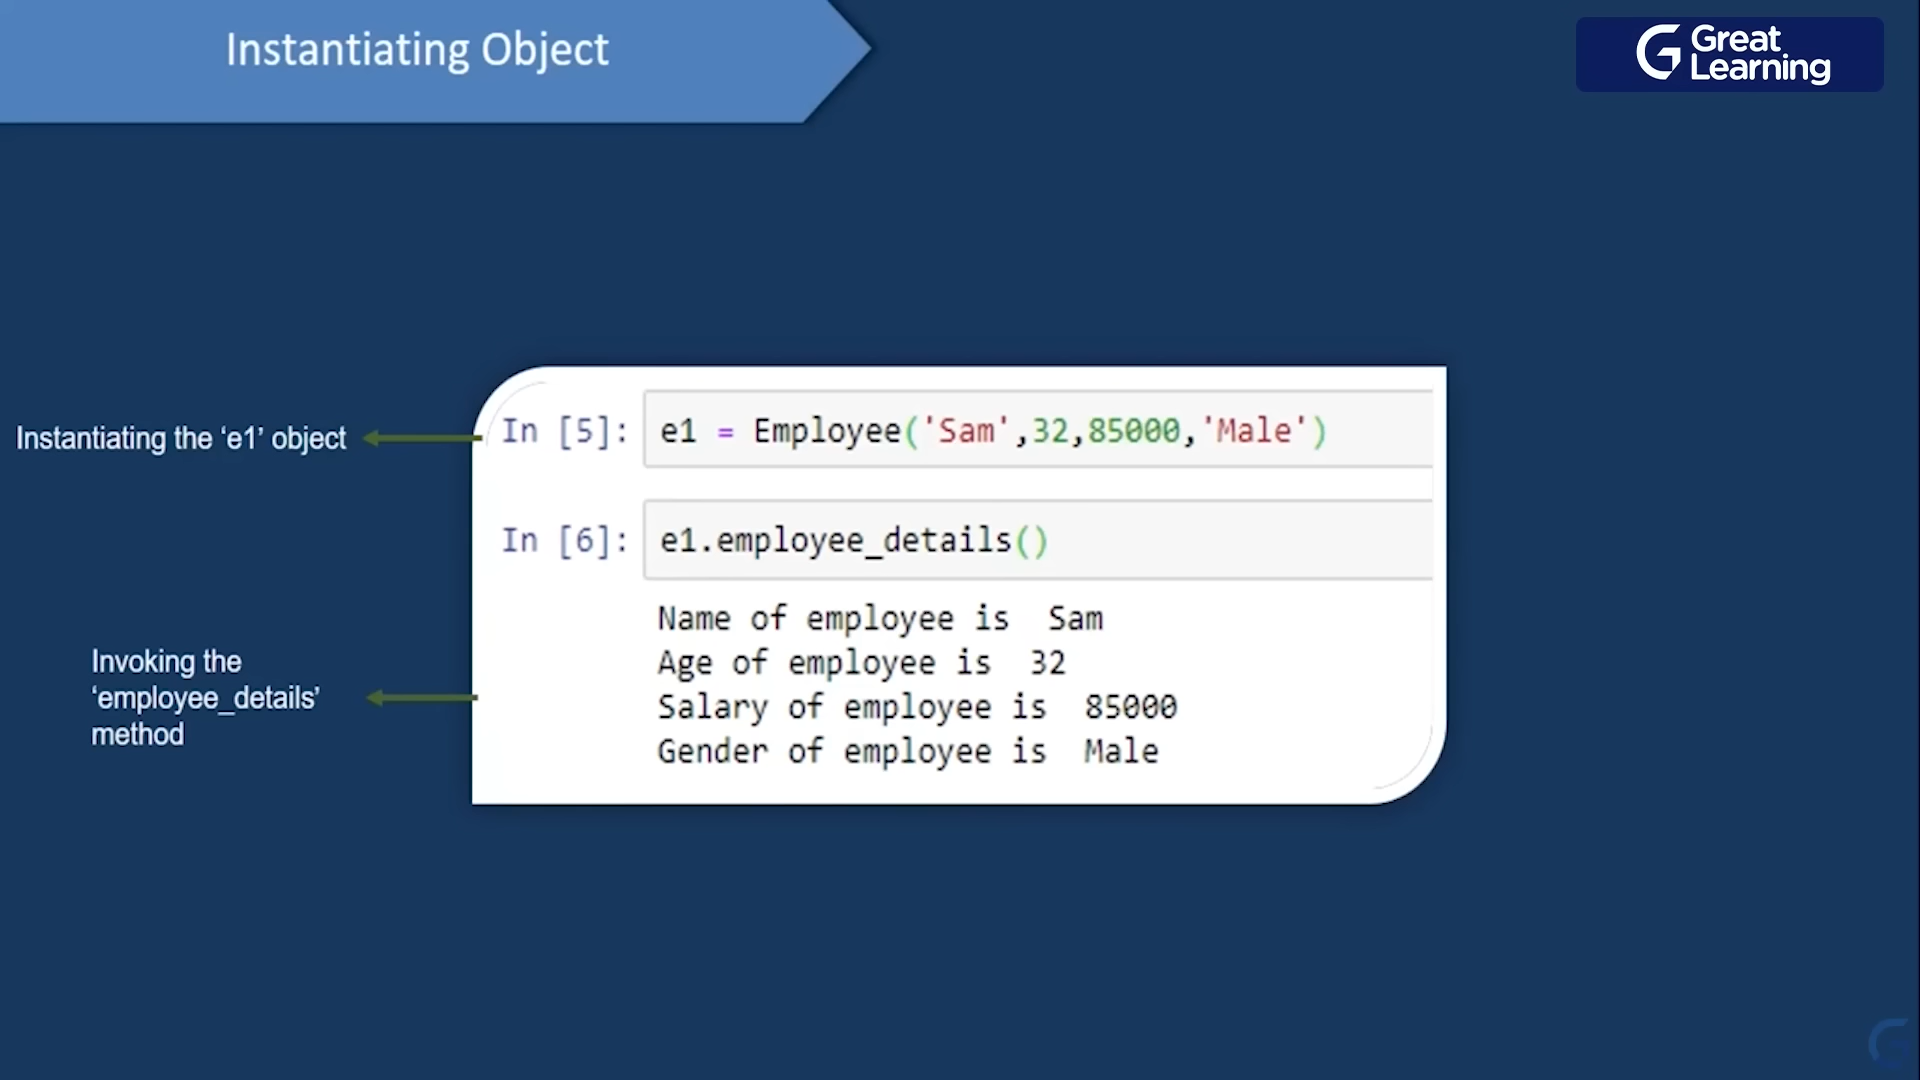 Instantiating Object
Great
Learning
Instantiating the ‘e1’ object
In [5]: e1 = Employee('Sam',32,85000,'Male')
In [6]: e1.employee_details()
Name of employee is  Sam
Age of employee is  32
Salary of employee is  85000
Gender of employee is  Male
Invoking the
‘employee_details’
method